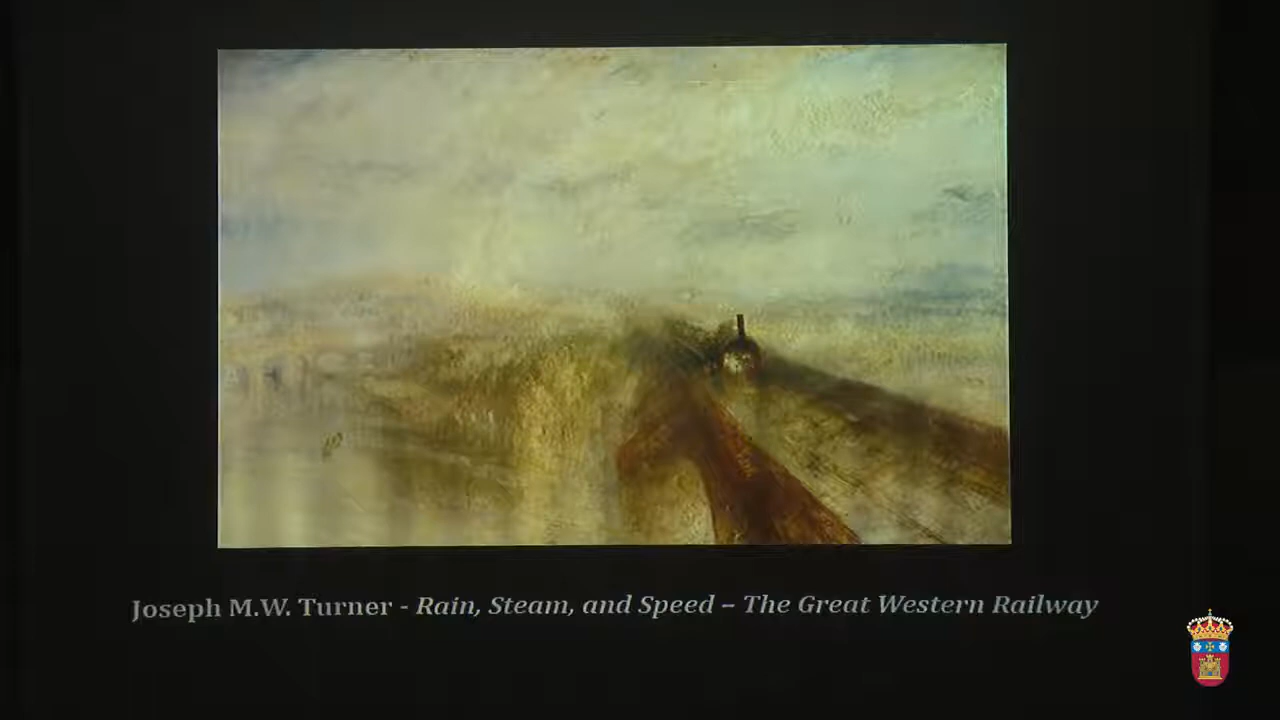 Joseph M.W. Turner - Rain, Steam, and Speed – The Great Western Railway